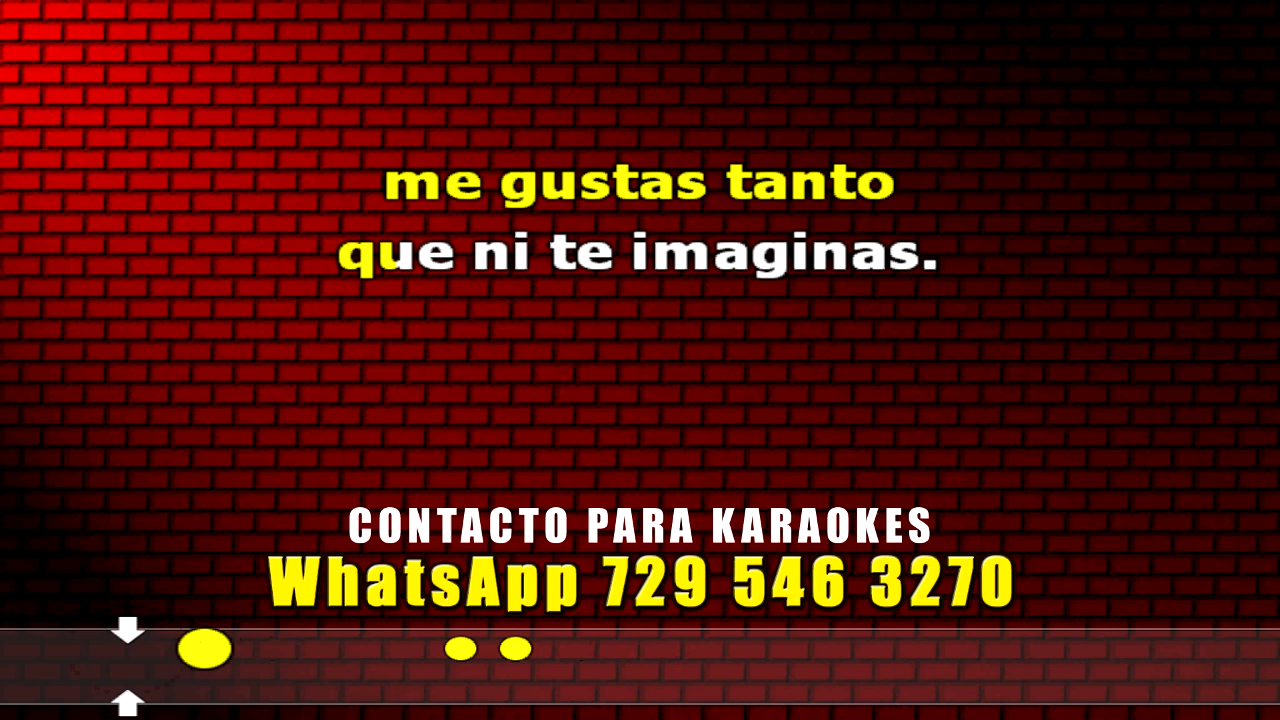 me gustas tanto
que ni te imaginas.
CONTACTO PARA KARAOKES
WhatsApp 729 546 3270